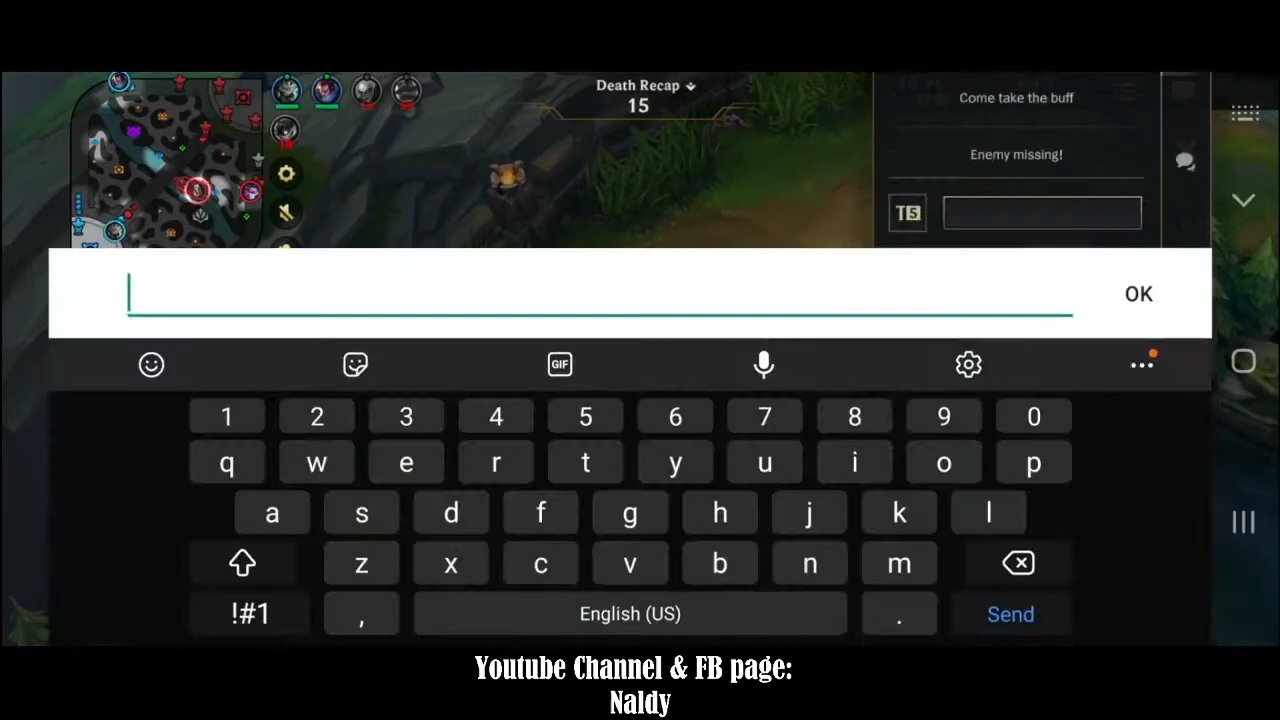 Death Recap
15
Come take the buff
Enemy missing!
OK
GIF
1 2 3 4 5 6 7 8 9 0
q w e r t y u i o p
a s d f g h j k l
z x c v b n m
!#1 , English (US) . Send
Youtube Channel & FB page:
Naldy